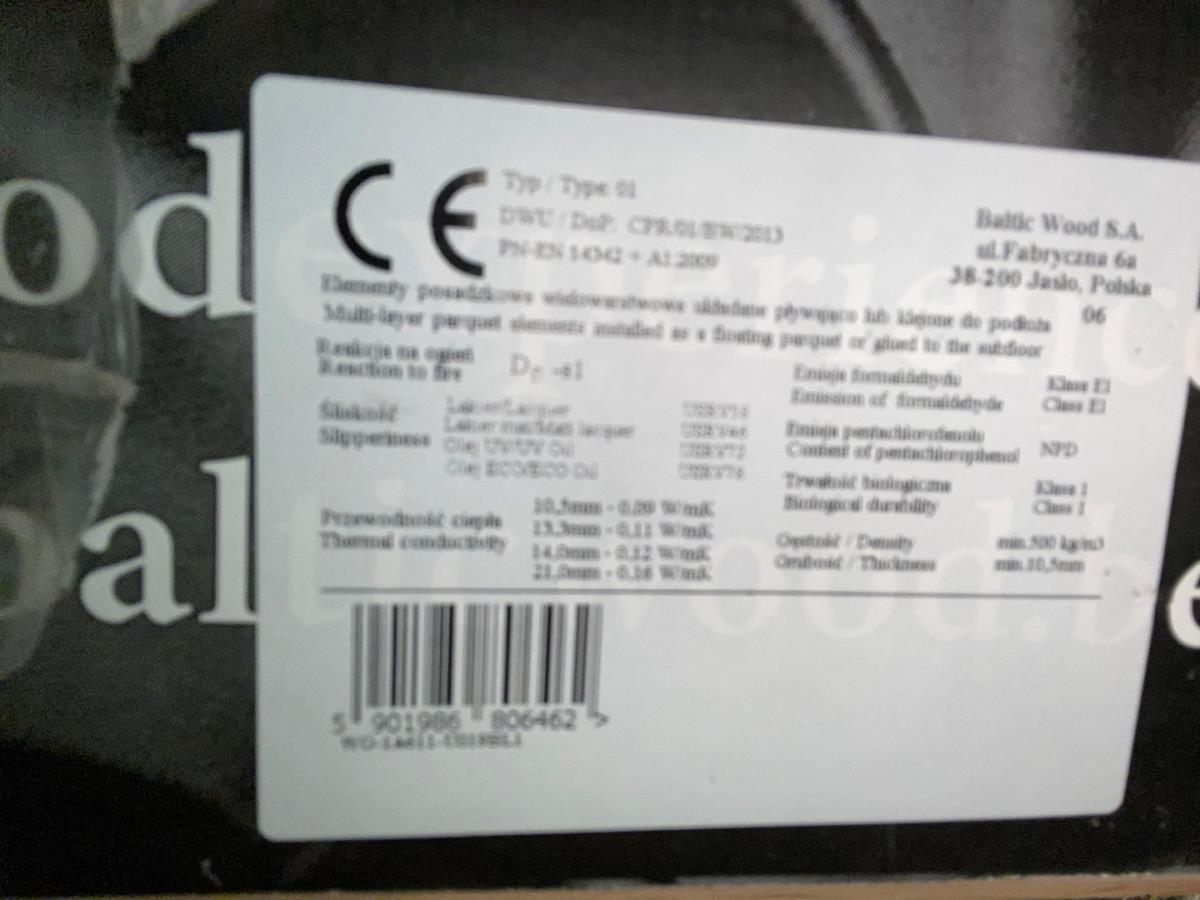 od
experience
CE
Typ / Type: 01
DWU / DoP: CPR/01/BW/2013
PN-EN 14342 + A1:2009
Baltic Wood S.A.
ul.Fabryczna 6a
38-200 Jasło, Polska
06
Elementy posadzkowe wielowarstwowe układane pływająco lub klejone do podłoża
Multi-layer parquet elements installed as a floating parquet or glued to the subfloor
Reakcja na ogień
Reaction to fire
-s1
Emisja formaldehydu Klasa E1
Emission of formaldehyde Class E1
Śliskość
Slipperiness
Lakier/Lacquer
Lakier mat/Matt lacquer
Olej UV/UV Oil
Olej ECO/ECO Oil
Emisja pentachlorofenolu
Content of pentachlorophenol NPD
Trwałość biologiczna Klasa 1
Biological durability Class 1
Przewodność ciepła
Thermal conductivity
10,5mm - 0,09 W/mK
13,3mm - 0,11 W/mK
14,0mm - 0,12 W/mK
21,0mm - 0,16 W/mK
Gęstość / Density min.500 kg/m3
Grubość / Thickness min.10,5mm
5 901986 806462 >